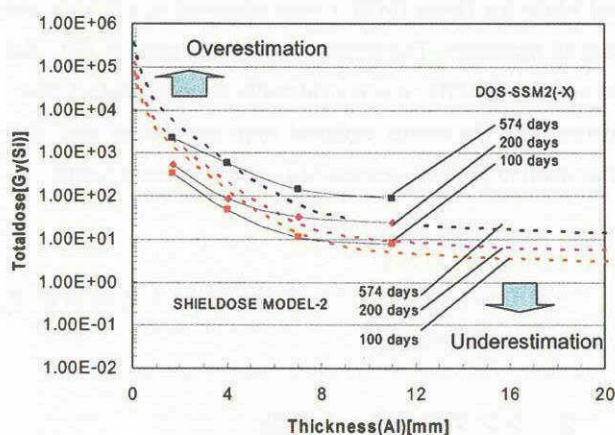 1.00E+06
1.00E+05
1.00E+04
1.00E+03
1.00E+02
1.00E+01
1.00E+00
1.00E-01
1.00E-02
Totaldose[Gy(Si)]
Overestimation
DOS-SSM2(-X)
574 days
200 days
100 days
SHIELDOSE MODEL-2
574 days
200 days
100 days
Underestimation
0 4 8 12 16 20
Thickness(Al)[mm]